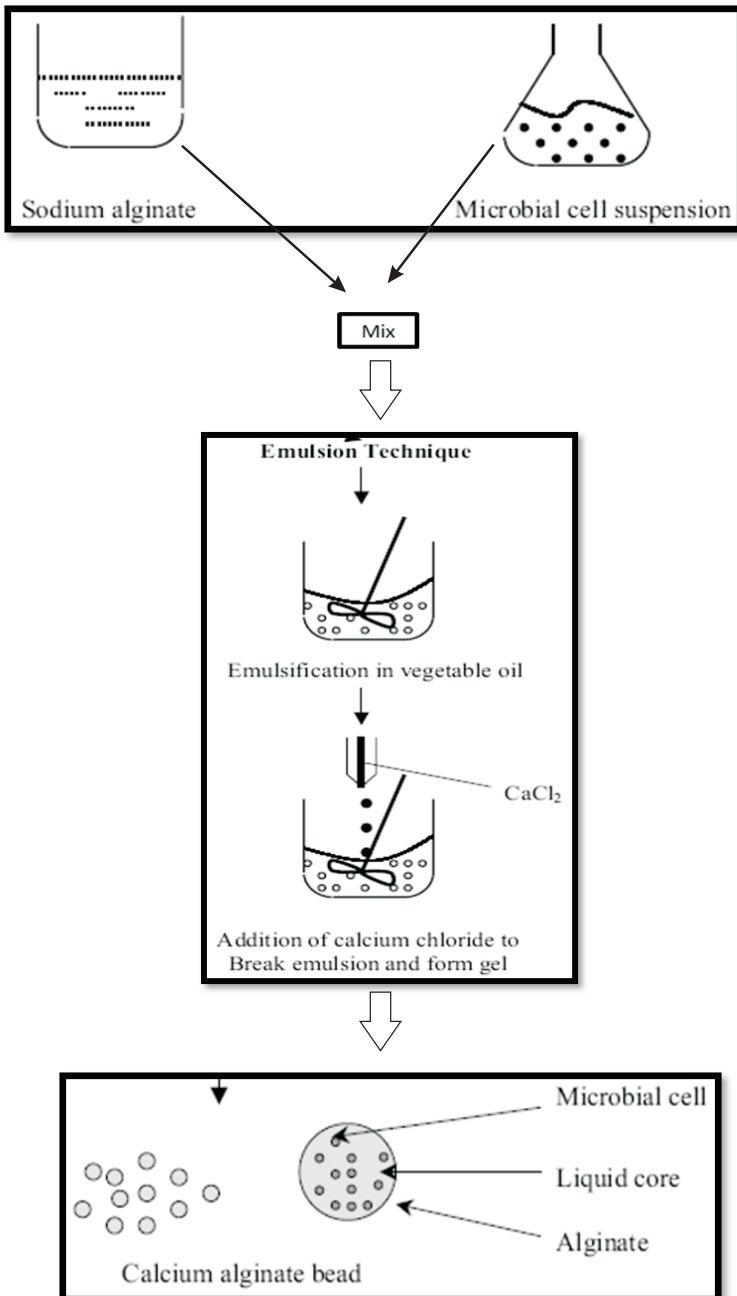 Sodium alginate
Microbial cell suspension
Mix
Emulsion Technique
Emulsification in vegetable oil
CaCl₂
Addition of calcium chloride to
Break emulsion and form gel
Microbial cell
Liquid core
Alginate
Calcium alginate bead